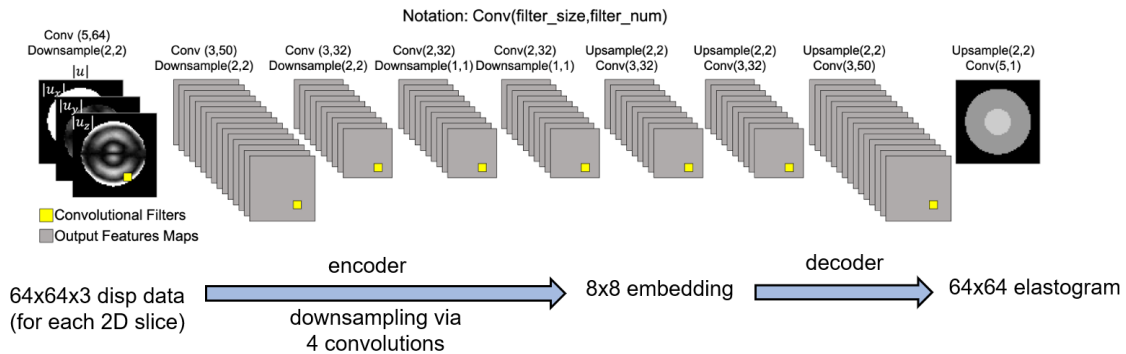 Notation: Conv(filter_size,filter_num)
Conv (5,64)
Downsample(2,2)
Conv (3,50)
Downsample(2,2)
Conv (3,32)
Downsample(2,2)
Conv(2,32)
Downsample(1,1)
Conv(2,32)
Downsample(1,1)
Upsample(2,2)
Conv(3,32)
Upsample(2,2)
Conv(3,32)
Upsample(2,2)
Conv(3,50)
Upsample(2,2)
Conv(5,1)
|u|
|uₓ|
|u_y|
|u_z|
Convolutional Filters
Output Features Maps
64x64x3 disp data
(for each 2D slice)
encoder
downsampling via
4 convolutions
8x8 embedding
decoder
64x64 elastogram